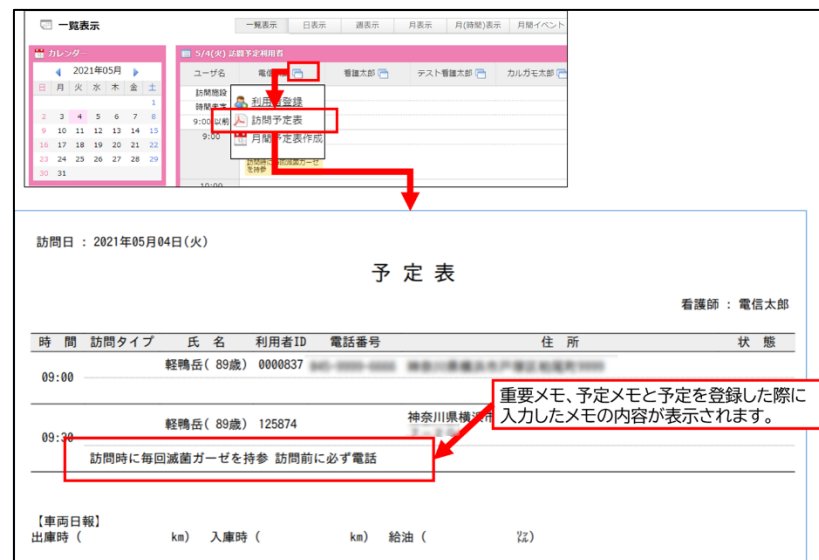 一覧表示
一覧表示 日表示 週表示 月表示 月(時間)表示 月間イベント
カレンダー
5/4(火) 訪問予定利用者
2021年05月
日 月 火 水 木 金 土
1
2 3 4 5 6 7 8
9 10 11 12 13 14 15
16 17 18 19 20 21 22
23 24 25 26 27 28 29
30 31
ユーザ名 電信 看護太郎 テスト看護太郎 カルガモ太郎
訪問施設
時間未定
9:00以前
9:00
10:00
利用者登録
訪問予定表
月間予定表作成
訪問時に毎回滅菌ガーゼ
を持参
訪問日 : 2021年05月04日(火)
予 定 表
看護師 : 電信太郎
時 間 訪問タイプ 氏 名 利用者ID 電話番号 住 所 状 態
09:00 軽鴨岳( 89歳) 0000837
09:30 軽鴨岳( 89歳) 125874 神奈川県横浜市
訪問時に毎回滅菌ガーゼを持参 訪問前に必ず電話
重要メモ、予定メモと予定を登録した際に
入力したメモの内容が表示されます。
【車両日報】
出庫時 ( km) 入庫時 ( km) 給油 ( ㍑)